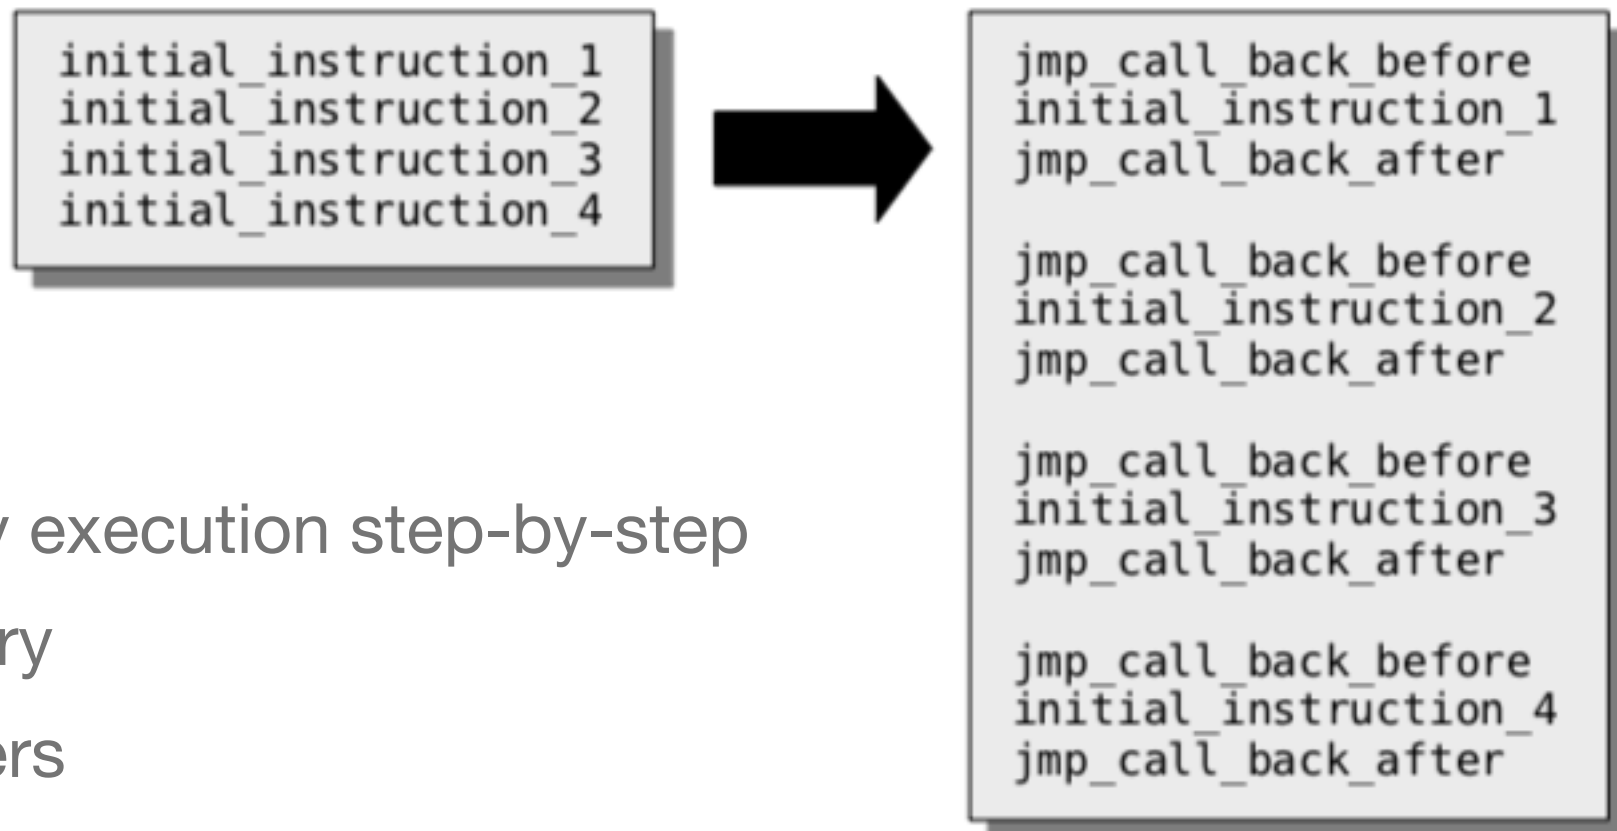 initial_instruction_1
initial_instruction_2
initial_instruction_3
initial_instruction_4
jmp_call_back_before
initial_instruction_1
jmp_call_back_after
jmp_call_back_before
initial_instruction_2
jmp_call_back_after
jmp_call_back_before
initial_instruction_3
jmp_call_back_after
jmp_call_back_before
initial_instruction_4
jmp_call_back_after
execution step-by-step